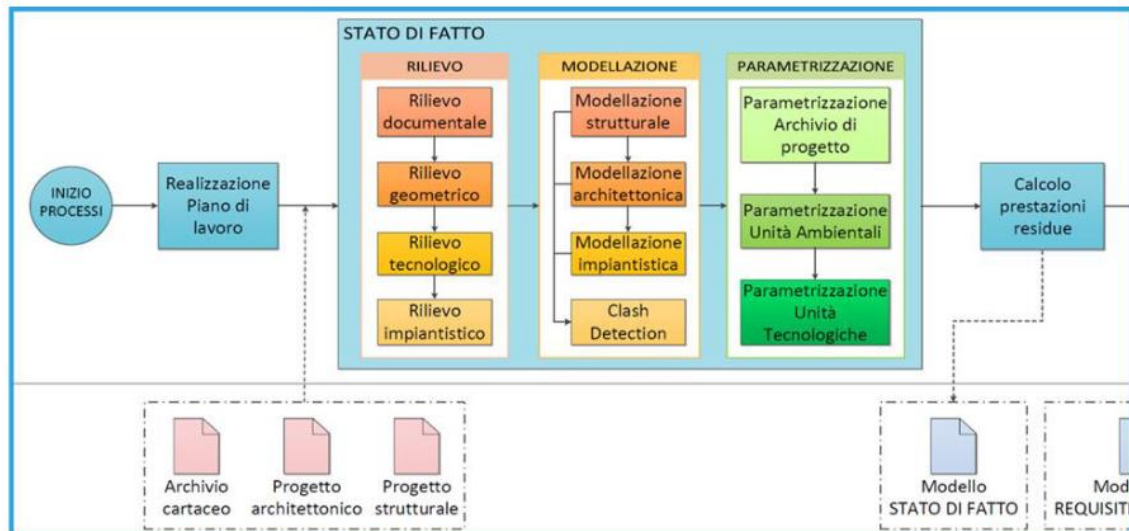 STATO DI FATTO
RILIEVO
Rilievo
documentale
Rilievo
geometrico
Rilievo
tecnologico
Rilievo
impiantistico
MODELLAZIONE
Modellazione
strutturale
Modellazione
architettonica
Modellazione
impiantistica
Clash
Detection
PARAMETRIZZAZIONE
Parametrizzazione
Archivio di
progetto
Parametrizzazione
Unità Ambientali
Parametrizzazione
Unità
Tecnologiche
INIZIO
PROCESSI
Realizzazione
Piano di
lavoro
Calcolo
prestazioni
residue
Archivio
cartaceo
Progetto
architettonico
Progetto
strutturale
Modello
STATO DI FATTO